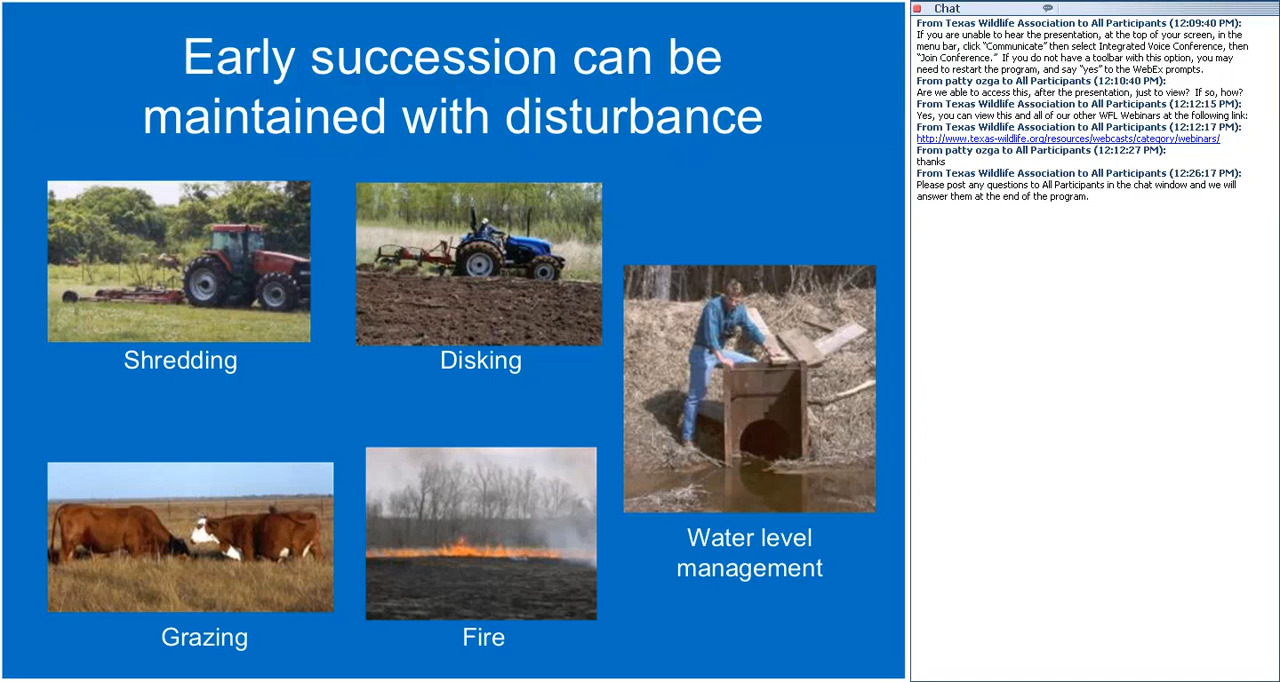 Early succession can be
maintained with disturbance
Shredding
Disking
Water level
management
Grazing
Fire
Chat
From Texas Wildlife Association to All Participants (12:09:40 PM):
If you are unable to hear the presentation, at the top of your screen, in the
menu bar, click "Communicate" then select Integrated Voice Conference, then
"Join Conference." If you do not have a toolbar with this option, you may
need to restart the program, and say "yes" to the WebEx prompts.
From patty ozga to All Participants (12:10:40 PM):
Are we able to access this, after the presentation, just to view? If so, how?
From Texas Wildlife Association to All Participants (12:12:15 PM):
Yes, you can view this and all of our other WFL Webinars at the following link:
From Texas Wildlife Association to All Participants (12:12:17 PM):
http://www.texas-wildlife.org/resources/webcasts/category/webinars/
From patty ozga to All Participants (12:12:27 PM):
thanks
From Texas Wildlife Association to All Participants (12:26:17 PM):
Please post any questions to All Participants in the chat window and we will
answer them at the end of the program.